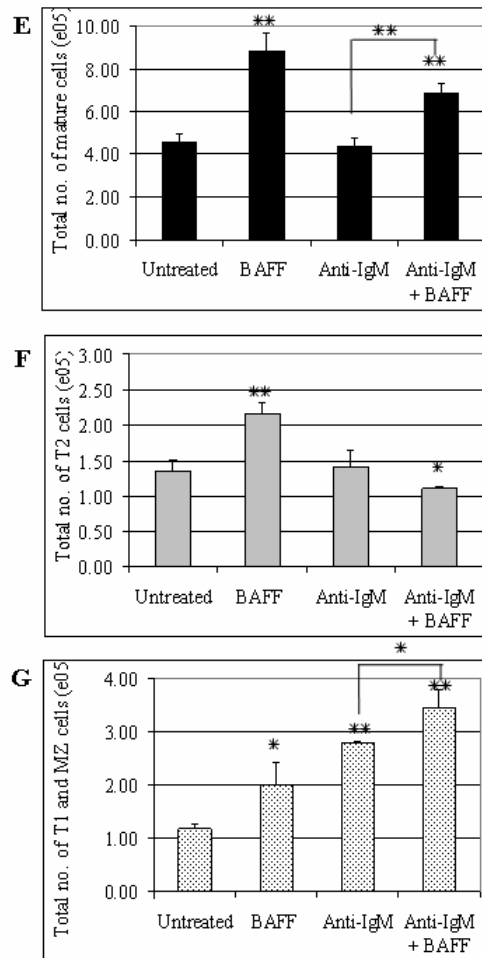 E
Total no. of mature cells (e05)
10.00
8.00
6.00
4.00
2.00
0.00
**
**
**
Untreated BAFF Anti-IgM Anti-IgM
+ BAFF
F
Total no. of T2 cells (e05)
3.00
2.50
2.00
1.50
1.00
0.50
0.00
**
*
Untreated BAFF Anti-IgM Anti-IgM
+ BAFF
G
Total no. of T1 and MZ cells (e05
4.00
3.00
2.00
1.00
0.00
*
*
**
**
Untreated BAFF Anti-IgM Anti-IgM
+ BAFF